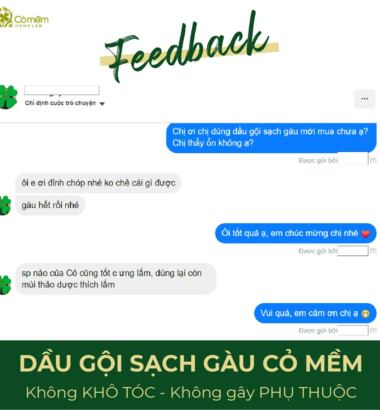 Cỏ mềm
HOME LAB
Feedback
Chỉ định cuộc trò chuyện
Chị ơi chị dùng dầu gội sạch gàu mới mua chưa ạ?
Chị thấy ổn không ạ?
Được gửi bởi
[?]
ôi e ơi đỉnh chóp nhé ko chê cái gì được
gàu hết rồi nhé
Ôi tốt quá ạ, em chúc mừng chị nhé ❤️
Được gửi bởi
[?]
sp nào của Cỏ cũng tốt c ưng lắm, dùng lại còn
mùi thảo dược thích lắm
Vui quá, em cảm ơn chị ạ
Được gửi bởi
[?]
DẦU GỘI SẠCH GÀU CỎ MỀM
Không KHÔ TÓC - Không gây PHỤ THUỘC